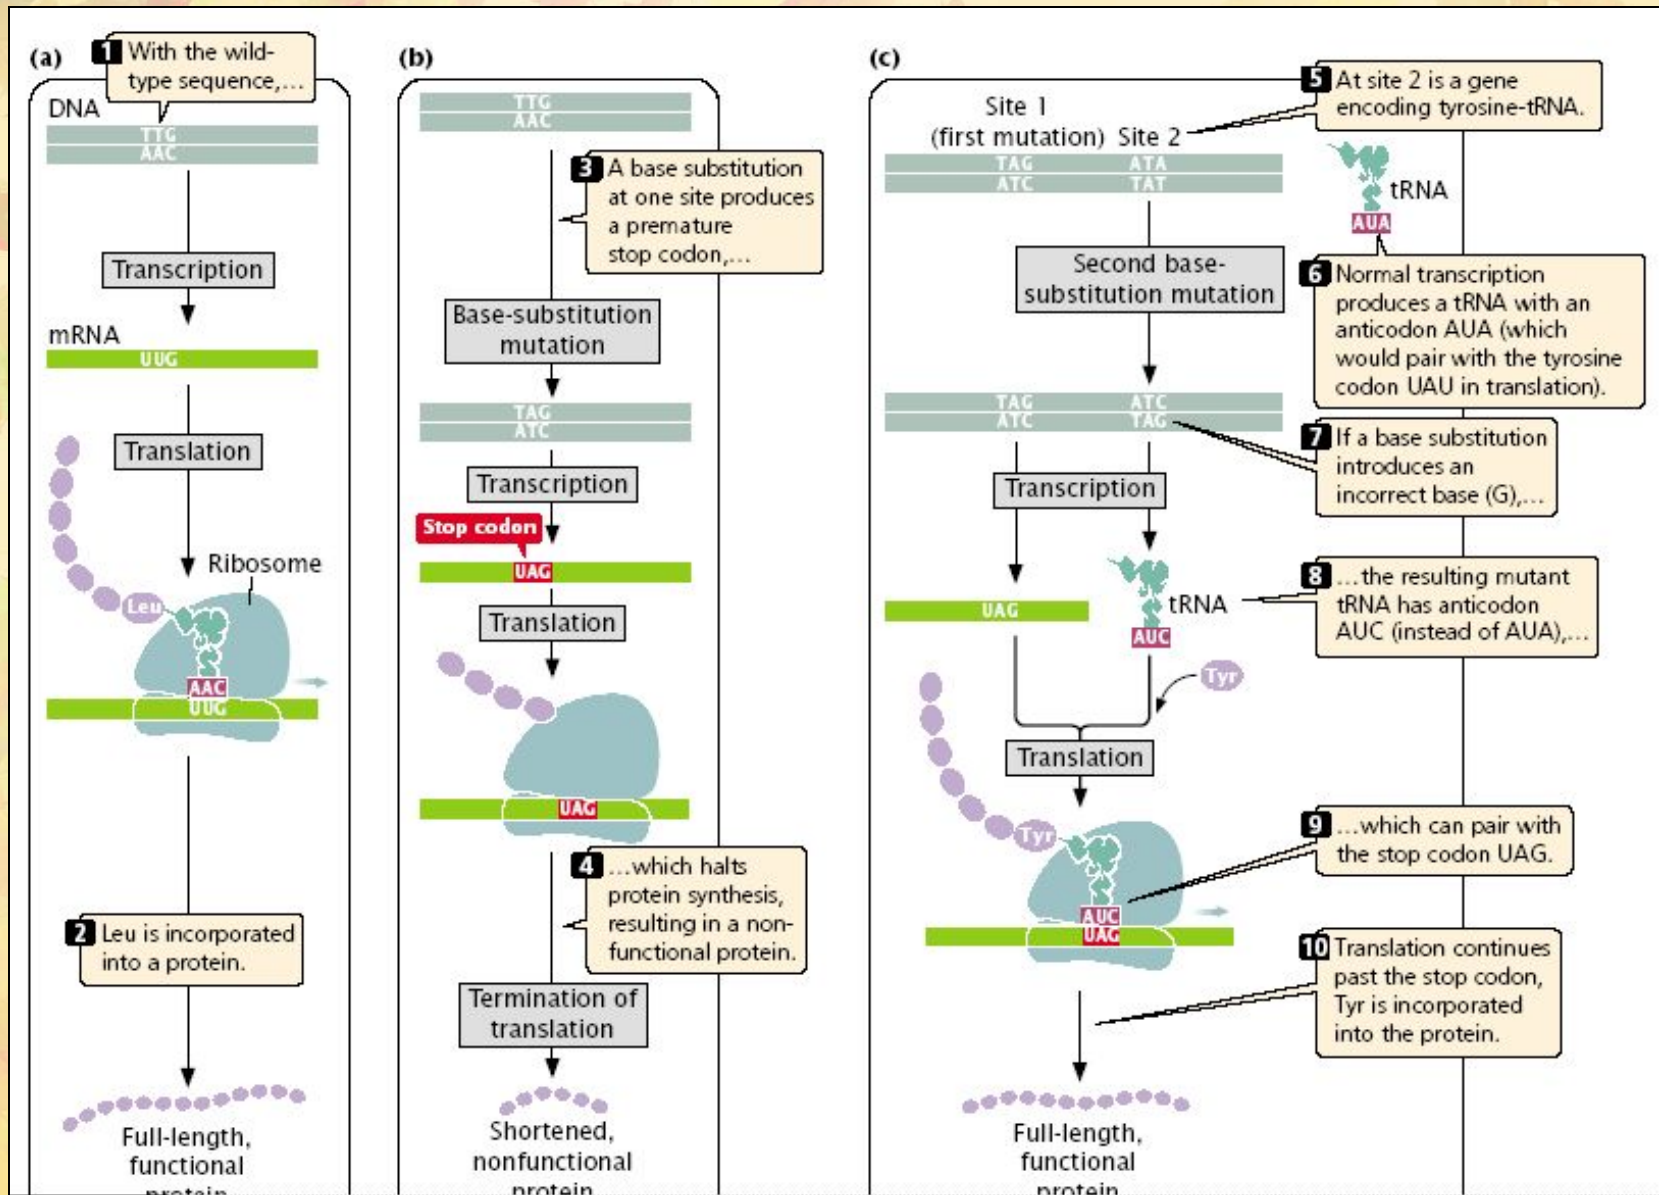 (a)
1 With the wild-
type sequence,...
DNA
TTG
AAC
Transcription
mRNA
UUG
Translation
Ribosome
Leu
AAC
UUG
2 Leu is incorporated
into a protein.
Full-length,
functional
protein
(b)
TTG
AAC
3 A base substitution
at one site produces
a premature
stop codon,...
Base-substitution
mutation
TAG
ATC
Transcription
Stop codon
UAG
Translation
UAG
4 ...which halts
protein synthesis,
resulting in a non-
functional protein.
Termination of
translation
Shortened,
nonfunctional
protein
(c)
5 At site 2 is a gene
encoding tyrosine-tRNA.
Site 1
(first mutation) Site 2
TAG ATA
ATC TAT
tRNA
AUA
Second base-
substitution mutation
6 Normal transcription
produces a tRNA with an
anticodon AUA (which
would pair with the tyrosine
codon UAU in translation).
TAG ATC
ATC TAG
7 If a base substitution
introduces an
incorrect base (G),...
Transcription
UAG
tRNA
AUC
8 ...the resulting mutant
tRNA has anticodon
AUC (instead of AUA),...
Tyr
Translation
Tyr
9 ...which can pair with
the stop codon UAG.
AUC
UAG
10 Translation continues
past the stop codon,
Tyr is incorporated
into the protein.
Full-length,
functional
protein